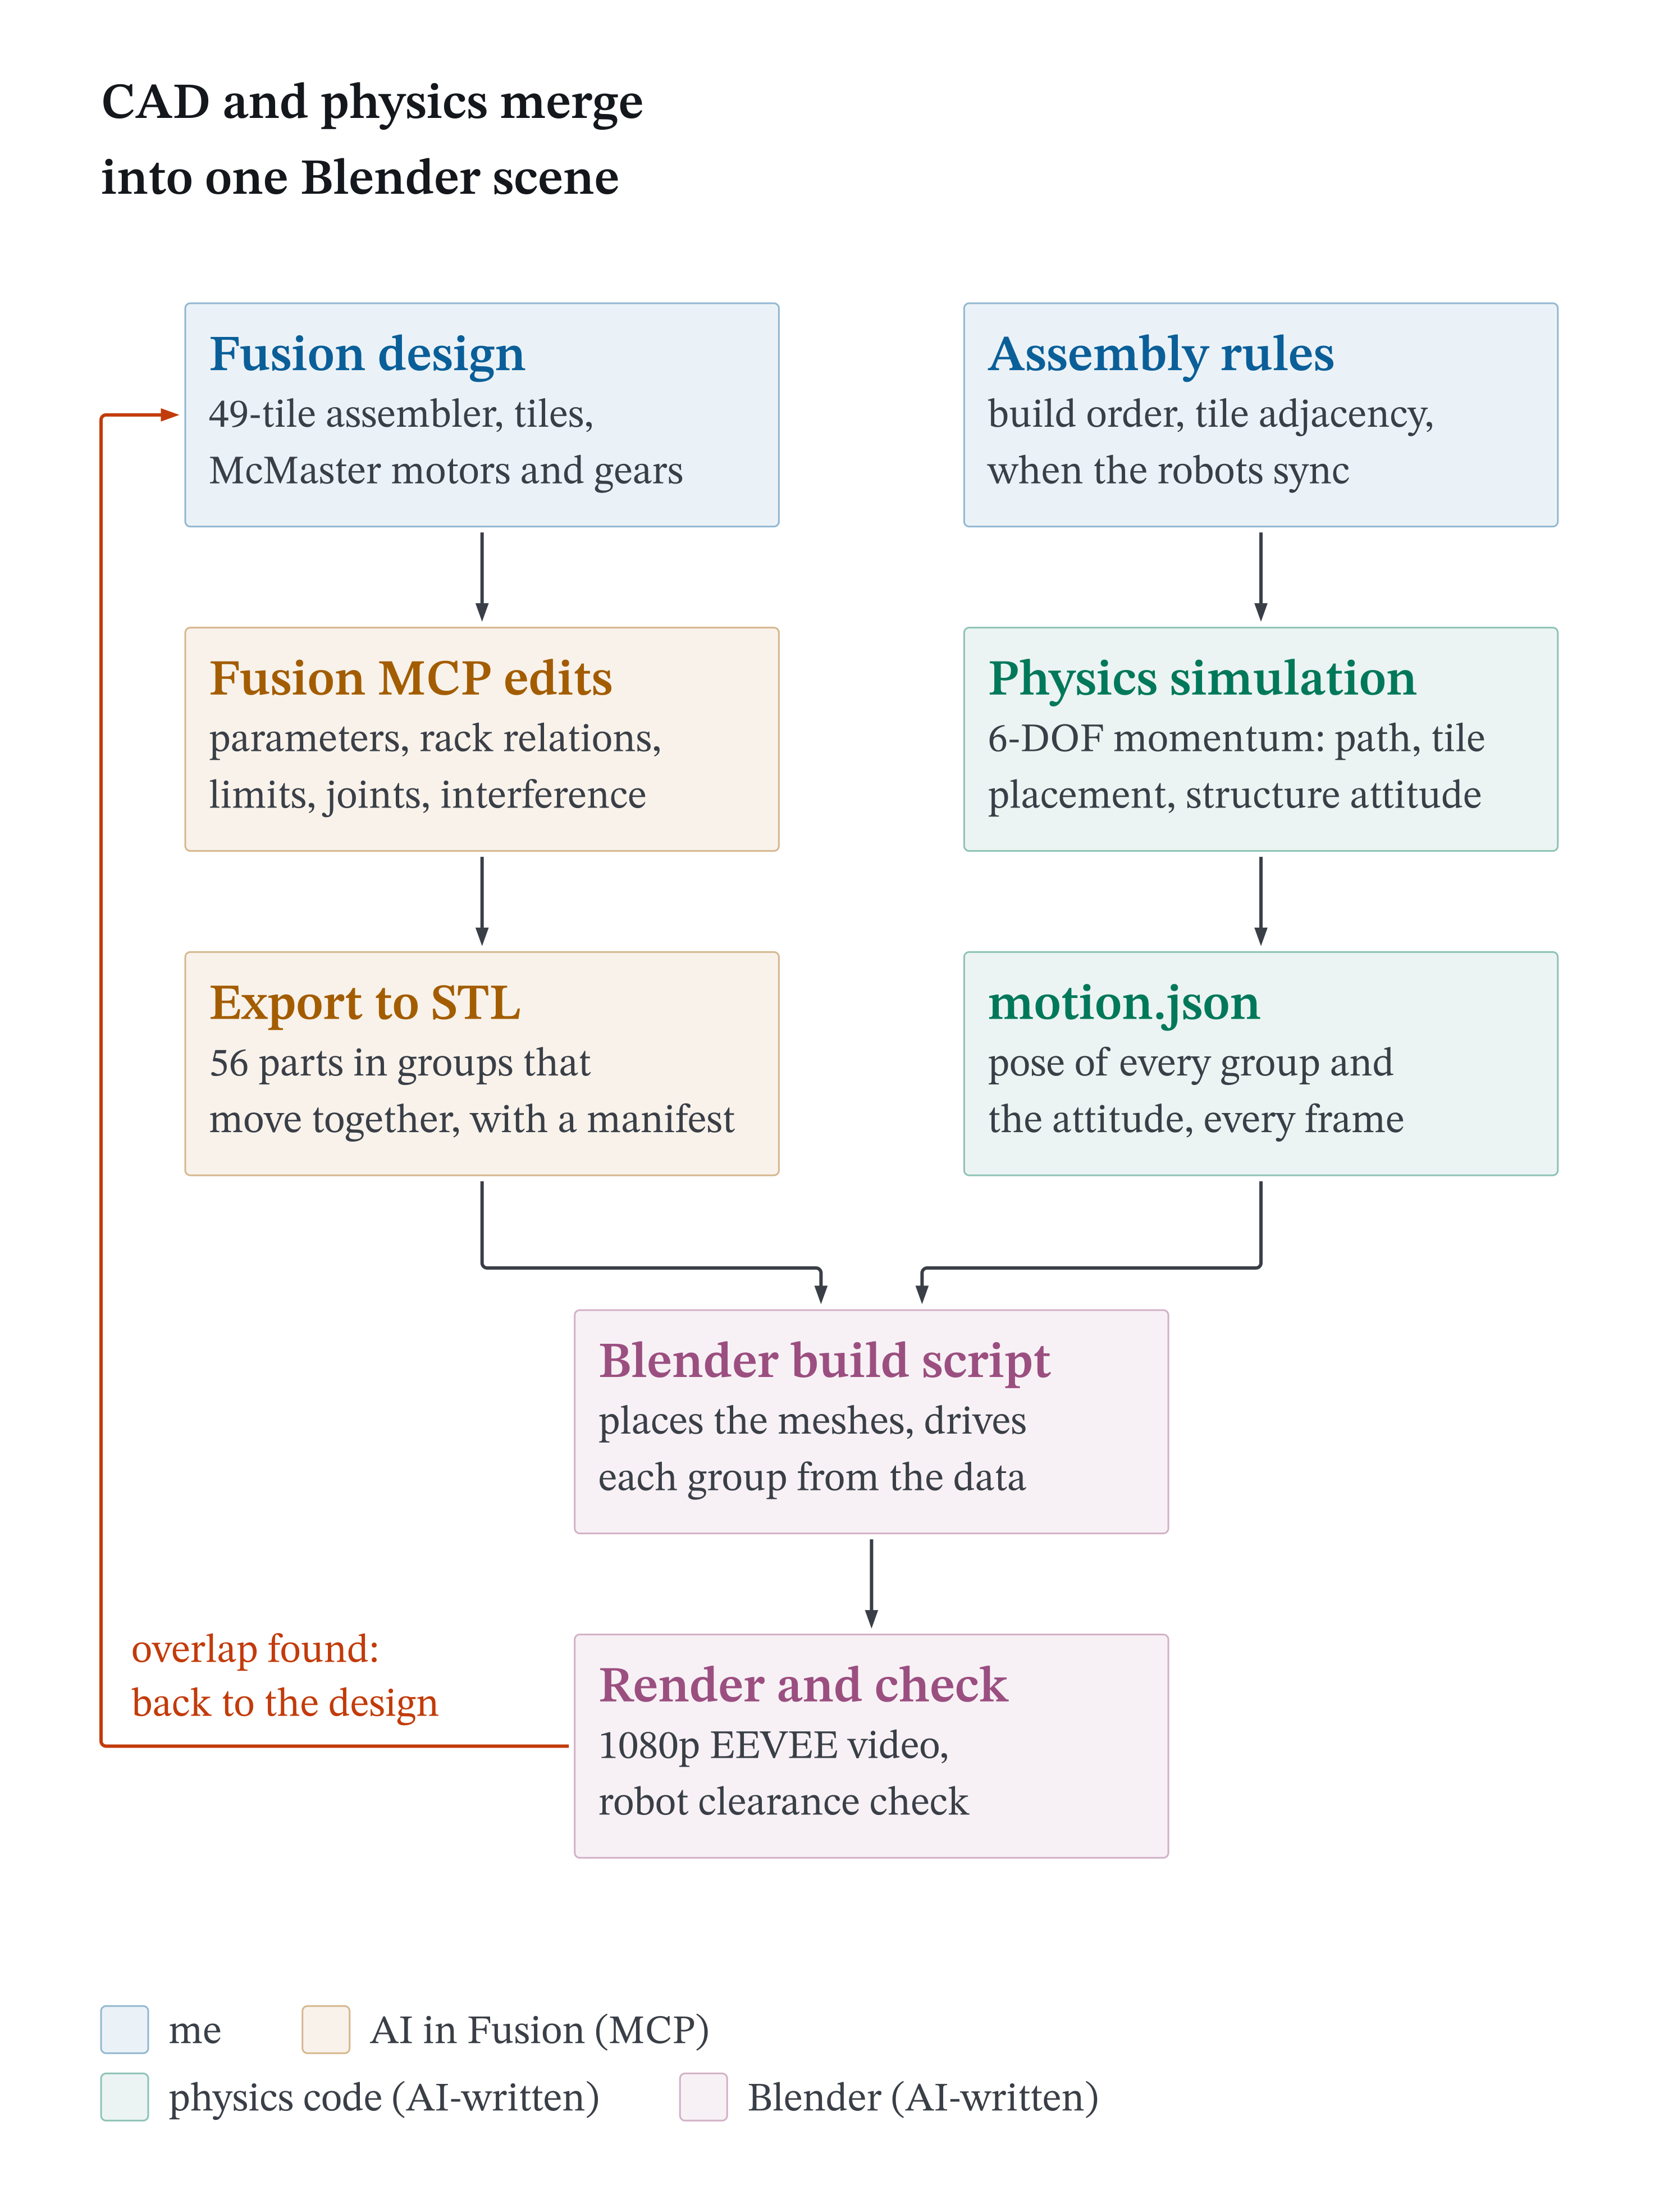 CAD and physics merge
into one Blender scene
Fusion design
49-tile assembler, tiles,
McMaster motors and gears
Assembly rules
build order, tile adjacency,
when the robots sync
Fusion MCP edits
parameters, rack relations,
limits, joints, interference
Physics simulation
6-DOF momentum: path, tile
placement, structure attitude
Export to STL
56 parts in groups that
move together, with a manifest
motion.json
pose of every group and
the attitude, every frame
Blender build script
places the meshes, drives
each group from the data
overlap found:
back to the design
Render and check
1080p EEVEE video,
robot clearance check
me
AI in Fusion (MCP)
physics code (AI-written)
Blender (AI-written)